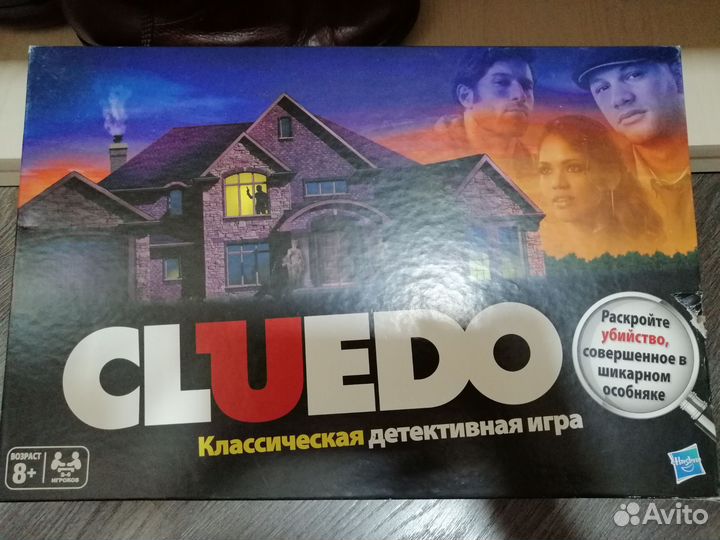 CLUEDO
Классическая детективная игра
Раскройте
убийство,
совершенное в
шикарном
особняке
ВОЗРАСТ
8+
ИГРОКОВ
Hasbro
Avito